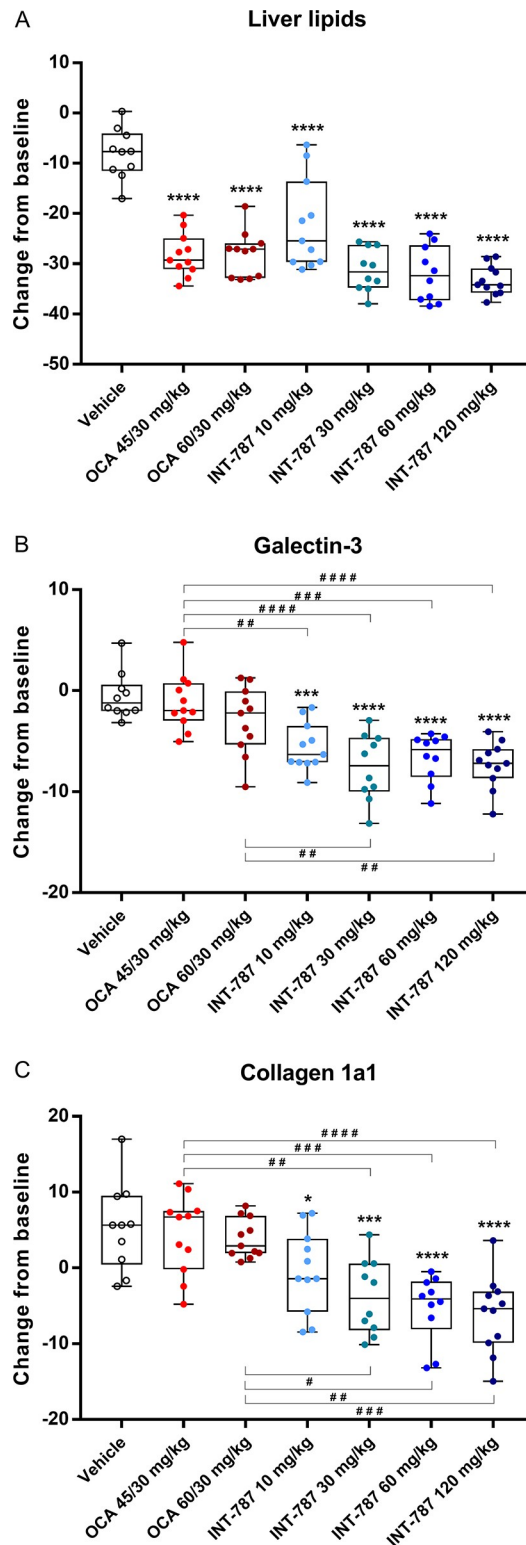 A
Liver lipids
Change from baseline
0
-10
-20
-30
-40
-50
****
****
****
****
****
****
Vehicle
OCA 45/30 mg/kg
OCA 60/30 mg/kg
INT-787 10 mg/kg
INT-787 30 mg/kg
INT-787 60 mg/kg
INT-787 120 mg/kg
B
Galectin-3
Change from baseline
10
0
-10
-20
####
###
####
##
***
****
****
****
##
##
Vehicle
OCA 45/30 mg/kg
OCA 60/30 mg/kg
INT-787 10 mg/kg
INT-787 30 mg/kg
INT-787 60 mg/kg
INT-787 120 mg/kg
C
Collagen 1a1
Change from baseline
20
10
0
-10
-20
####
###
##
*
***
****
****
#
##
###
Vehicle
OCA 45/30 mg/kg
OCA 60/30 mg/kg
INT-787 10 mg/kg
INT-787 30 mg/kg
INT-787 60 mg/kg
INT-787 120 mg/kg